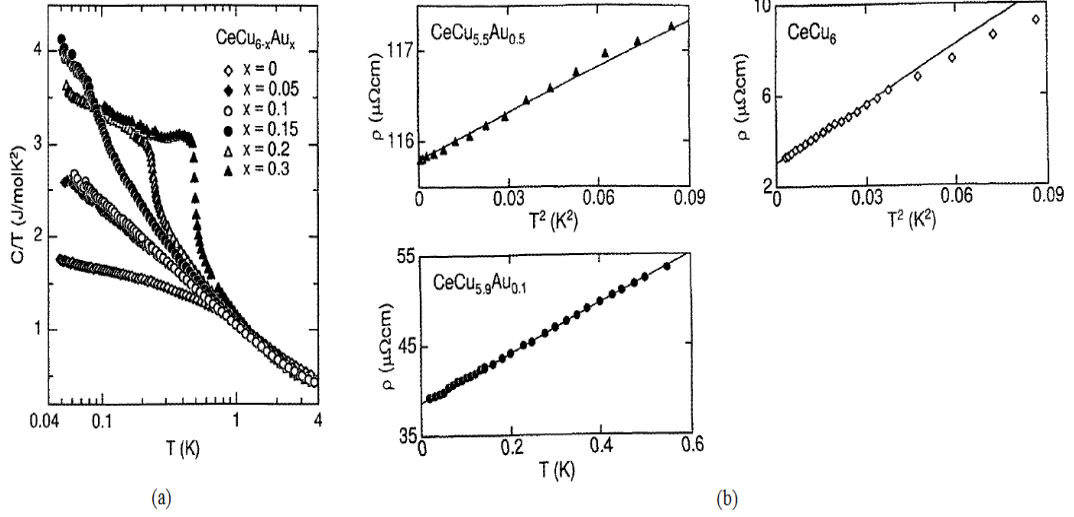 CeCu6-xAux
x = 0
x = 0.05
x = 0.1
x = 0.15
x = 0.2
x = 0.3
C/T (J/molK²)
4
3
2
1
0.04
0.1
1
4
T (K)
(a)
CeCu5.5Au0.5
ρ (μΩcm)
117
116
0
0.03
0.06
0.09
T² (K²)
CeCu6
ρ (μΩcm)
10
6
2
0
0.03
0.06
0.09
T² (K²)
CeCu5.9Au0.1
ρ (μΩcm)
55
45
35
0
0.2
0.4
0.6
T (K)
(b)